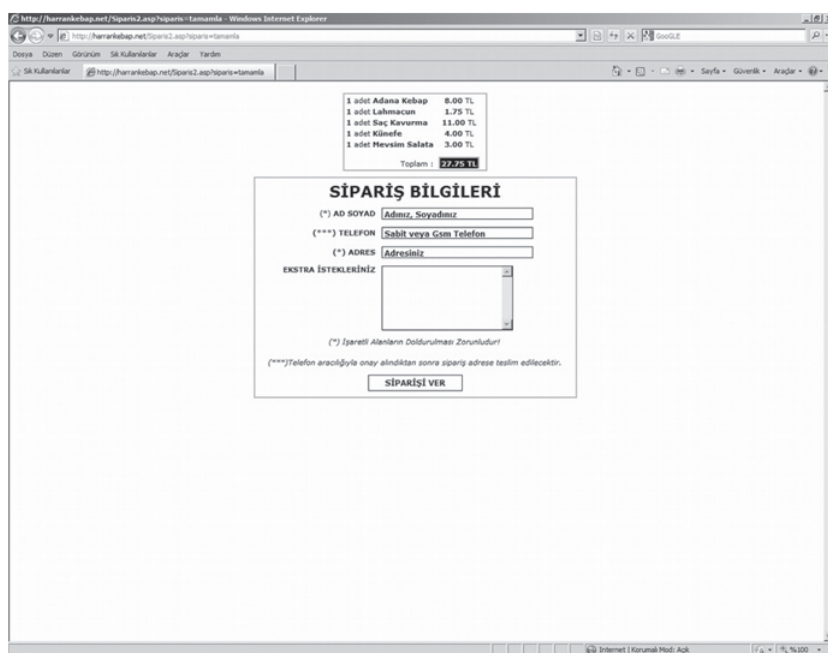 http://harrankebap.net/Siparis2.asp?siparis=tamamla - Windows Internet Explorer
http://harrankebap.net/Siparis2.asp?siparis=tamamla
GooGLE
Dosya Düzen Görünüm Sık Kullanılanlar Araçlar Yardım
Sık Kullanılanlar http://harrankebap.net/Siparis2.asp?siparis=tamamla Sayfa Güvenlik Araçlar
1 adet Adana Kebap 8.00 TL
1 adet Lahmacun 1.75 TL
1 adet Saç Kavurma 11.00 TL
1 adet Künefe 4.00 TL
1 adet Mevsim Salata 3.00 TL
Toplam : 27.75 TL
SİPARİŞ BİLGİLERİ
(*) AD SOYAD Adınız, Soyadınız
(***) TELEFON Sabit veya Gsm Telefon
(*) ADRES Adresiniz
EKSTRA İSTEKLERİNİZ
(*) İşaretli Alanların Doldurulması Zorunludur!
(***)Telefon aracılığıyla onay alındıktan sonra sipariş adrese teslim edilecektir.
SİPARİŞİ VER
Internet | Korumalı Mod: Açık %100